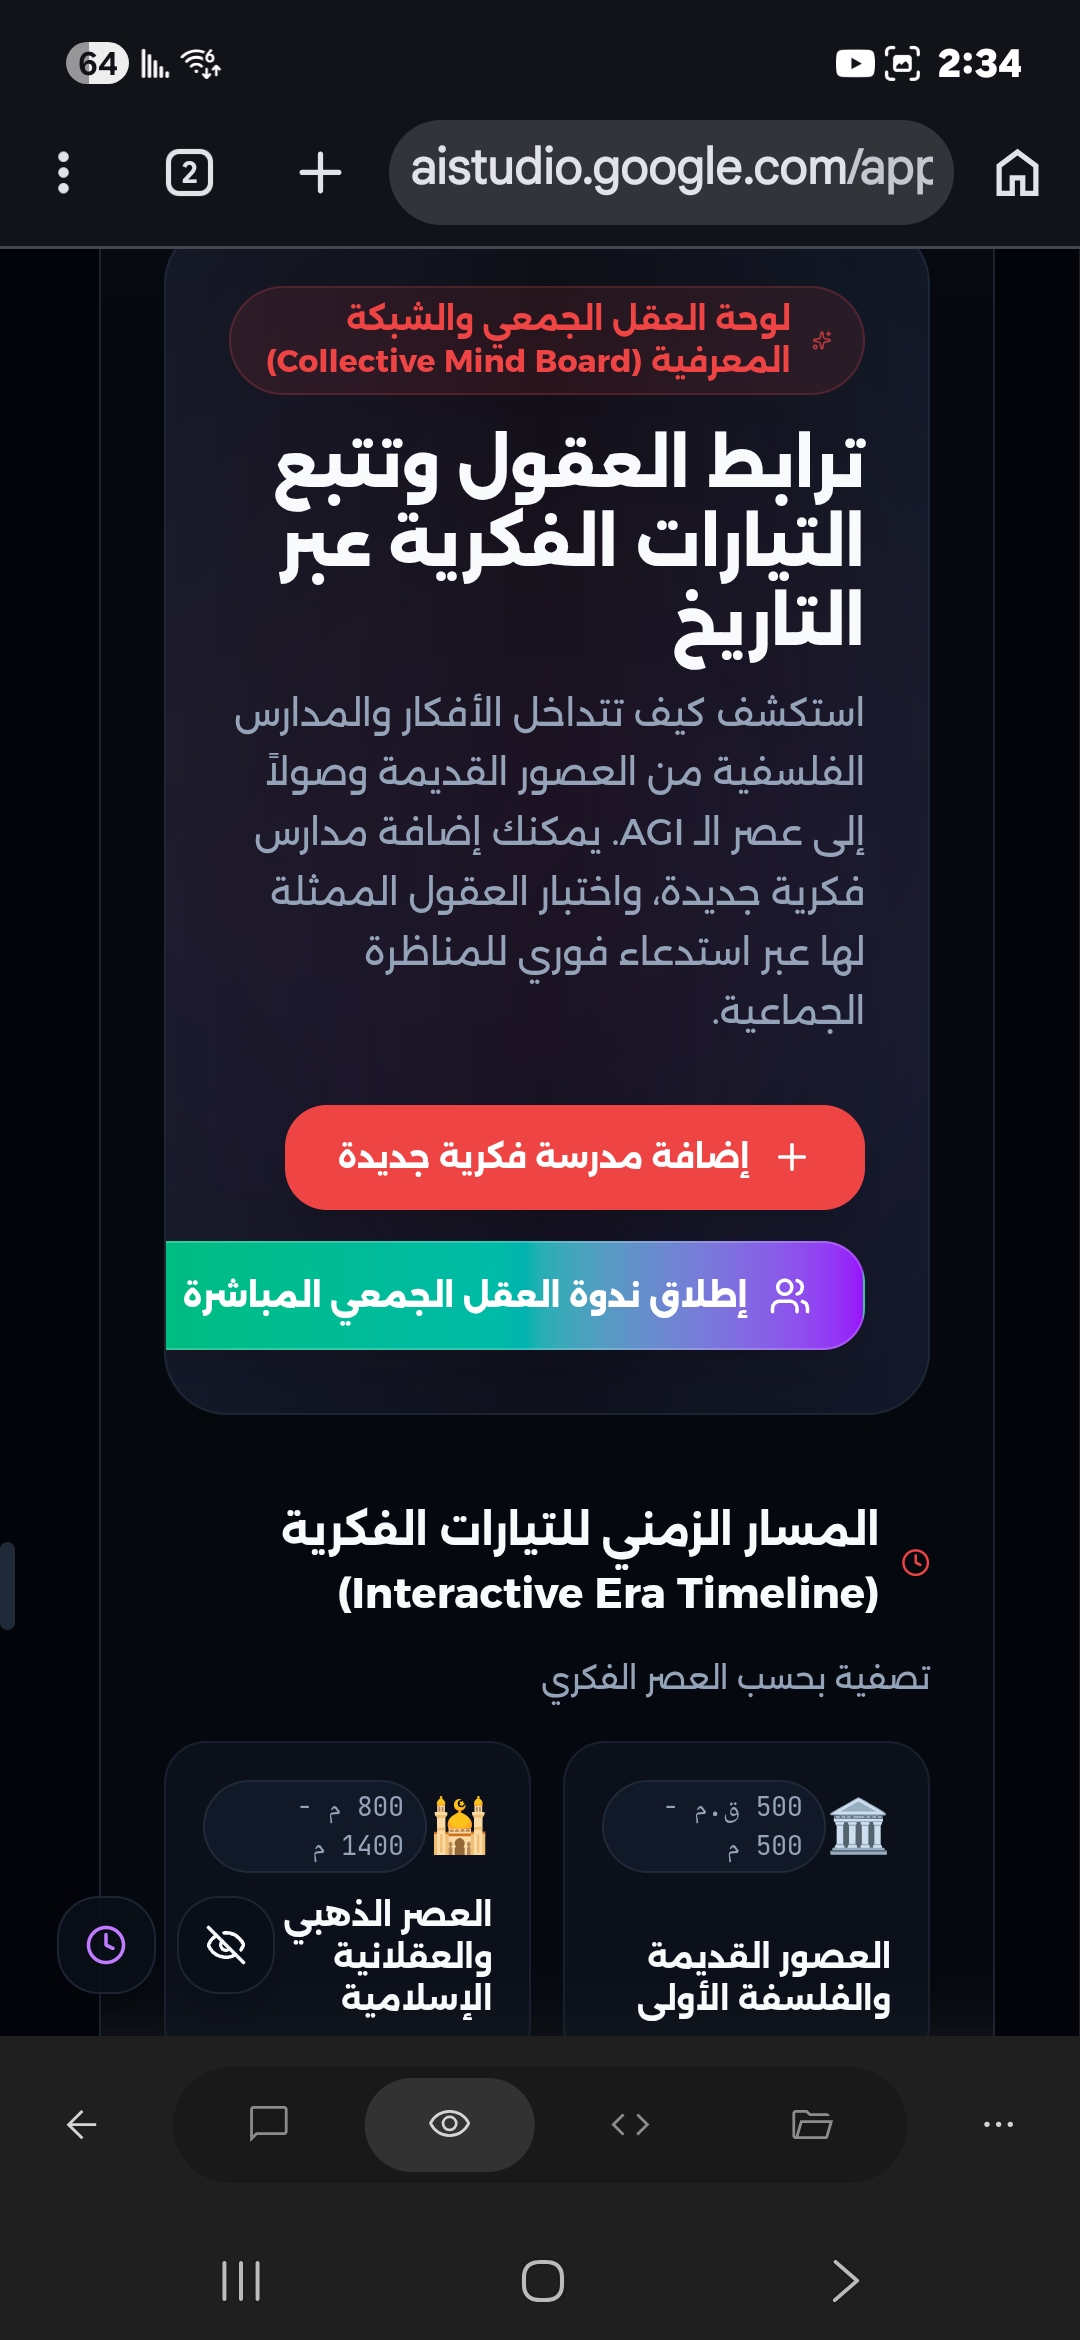 64
2:34
2
aistudio.google.com/app
لوحة العقل الجمعي والشبكة
المعرفية (Collective Mind Board)
ترابط العقول وتتبع
التيارات الفكرية عبر
التاريخ
استكشف كيف تتداخل الأفكار والمدارس
الفلسفية من العصور القديمة وصولاً
إلى عصر الـ AGI. يمكنك إضافة مدارس
فكرية جديدة، واختبار العقول الممثلة
لها عبر استدعاء فوري للمناظرة
الجماعية.
إضافة مدرسة فكرية جديدة
إطلاق ندوة العقل الجمعي المباشرة
المسار الزمني للتيارات الفكرية
(Interactive Era Timeline)
تصفية بحسب العصر الفكري
500 ق.م -
500 م
العصور القديمة
والفلسفة الأولى
800 م -
1400 م
العصر الذهبي
والعقلانية
الإسلامية